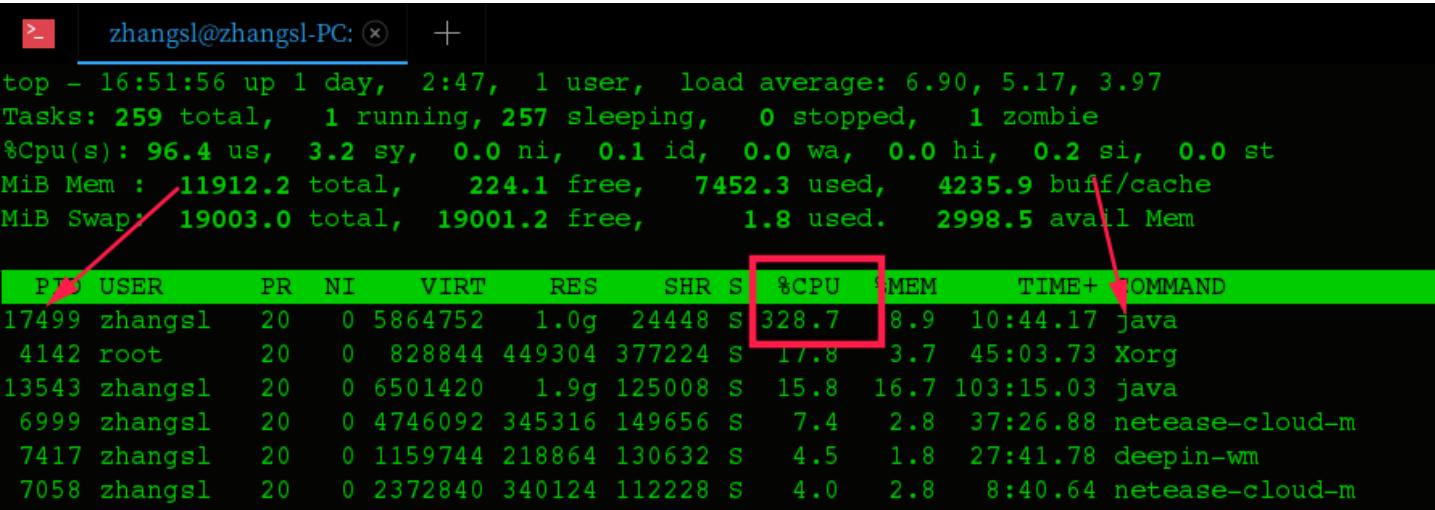 zhangsl@zhangsl-PC:
top - 16:51:56 up 1 day, 2:47, 1 user, load average: 6.90, 5.17, 3.97
Tasks: 259 total, 1 running, 257 sleeping, 0 stopped, 1 zombie
%Cpu(s): 96.4 us, 3.2 sy, 0.0 ni, 0.1 id, 0.0 wa, 0.0 hi, 0.2 si, 0.0 st
MiB Mem : 11912.2 total, 224.1 free, 7452.3 used, 4235.9 buff/cache
MiB Swap: 19003.0 total, 19001.2 free, 1.8 used. 2998.5 avail Mem
PID USER PR NI VIRT RES SHR S %CPU %MEM TIME+ COMMAND
17499 zhangsl 20 0 5864752 1.0g 24448 S 328.7 8.9 10:44.17 java
4142 root 20 0 828844 449304 377224 S 17.8 3.7 45:03.73 Xorg
13543 zhangsl 20 0 6501420 1.9g 125008 S 15.8 16.7 103:15.03 java
6999 zhangsl 20 0 4746092 345316 149656 S 7.4 2.8 37:26.88 netease-cloud-m
7417 zhangsl 20 0 1159744 218864 130632 S 4.5 1.8 27:41.78 deepin-wm
7058 zhangsl 20 0 2372840 340124 112228 S 4.0 2.8 8:40.64 netease-cloud-m